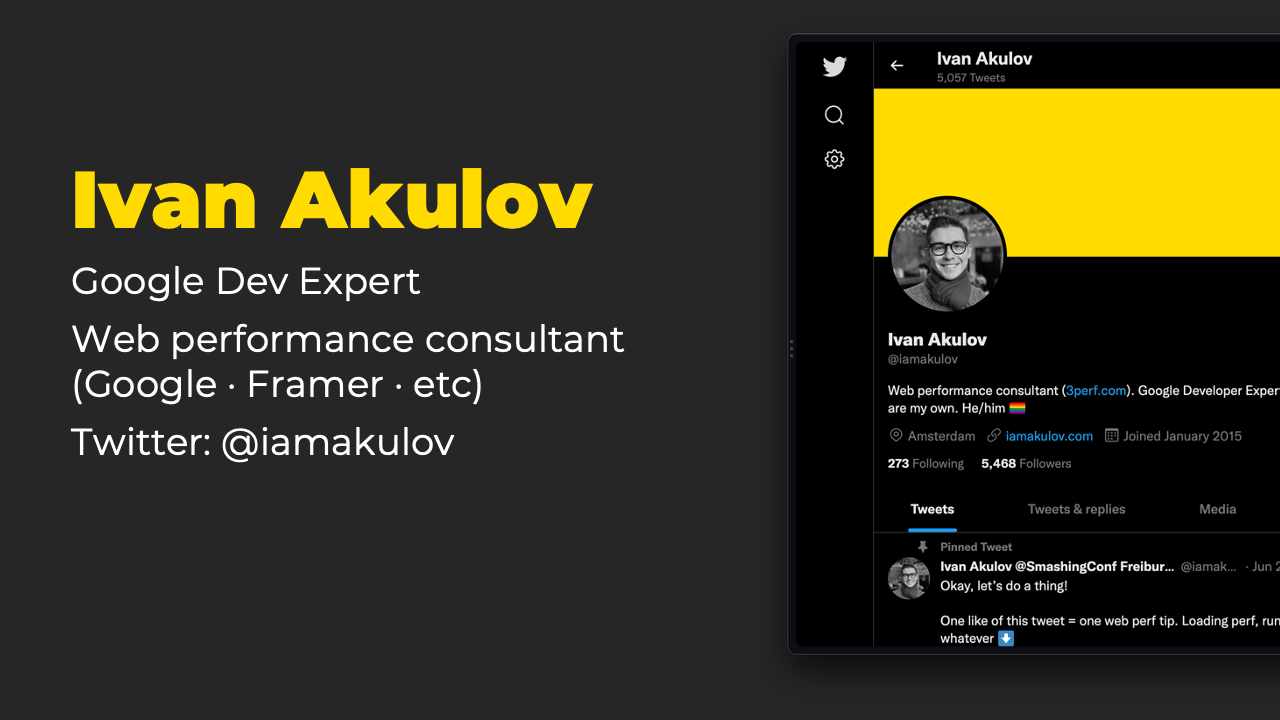 Ivan Akulov
Google Dev Expert
Web performance consultant
(Google · Framer · etc)
Twitter: @iamakulov
Ivan Akulov
5,057 Tweets
Ivan Akulov
@iamakulov
Web performance consultant (3perf.com). Google Developer Exper
are my own. He/him 🏳️‍🌈
Amsterdam iamakulov.com Joined January 2015
273 Following 5,468 Followers
Tweets Tweets & replies Media
Pinned Tweet
Ivan Akulov @SmashingConf Freibur... @iamak... · Jun 2
Okay, let's do a thing!
One like of this tweet = one web perf tip. Loading perf, run
whatever ⬇️